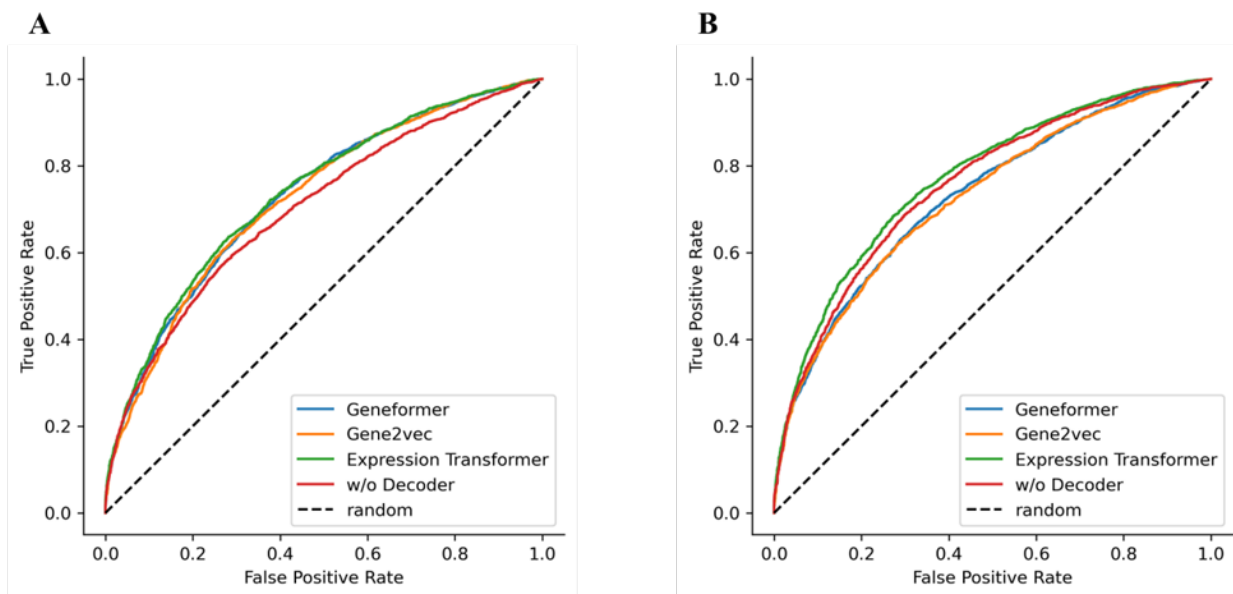 A
1.0
0.8
0.6
0.4
0.2
0.0
True Positive Rate
0.0 0.2 0.4 0.6 0.8 1.0
False Positive Rate
Geneformer
Gene2vec
Expression Transformer
w/o Decoder
random
B
1.0
0.8
0.6
0.4
0.2
0.0
True Positive Rate
0.0 0.2 0.4 0.6 0.8 1.0
False Positive Rate
Geneformer
Gene2vec
Expression Transformer
w/o Decoder
random